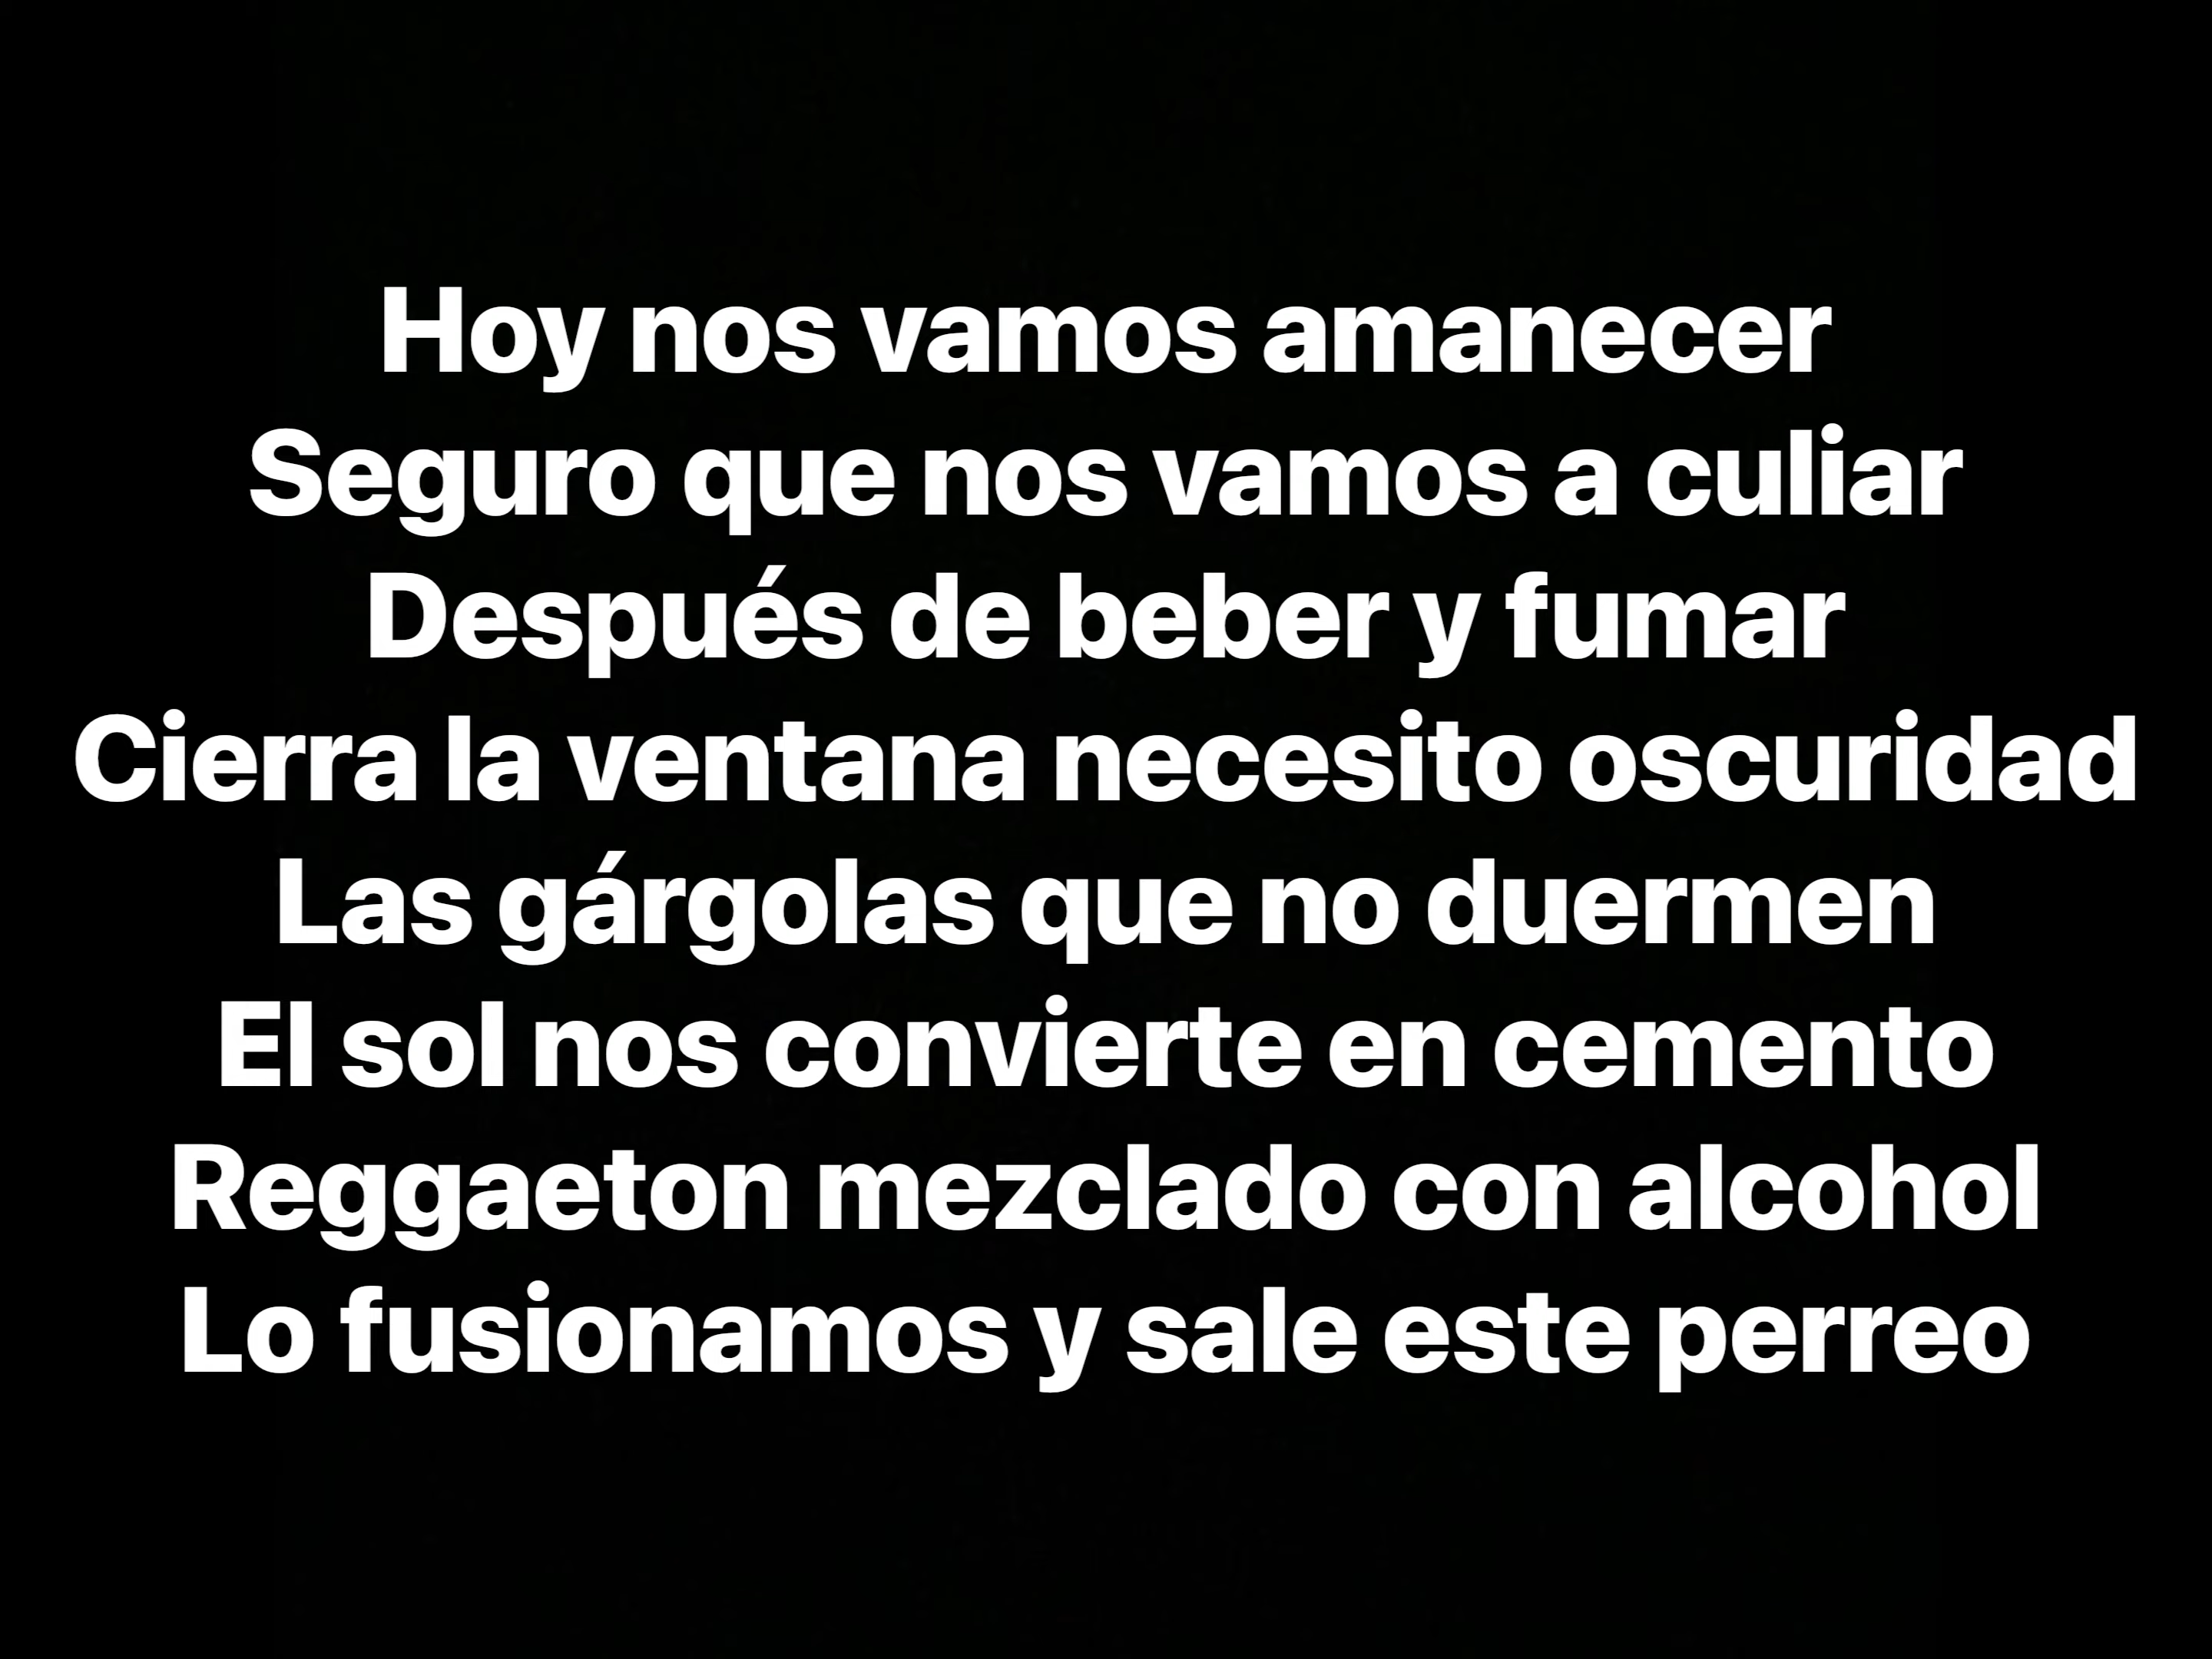 Hoy nos vamos amanecer
Seguro que nos vamos a culiar
Después de beber y fumar
Cierra la ventana necesito oscuridad
Las gárgolas que no duermen
El sol nos convierte en cemento
Reggaeton mezclado con alcohol
Lo fusionamos y sale este perreo